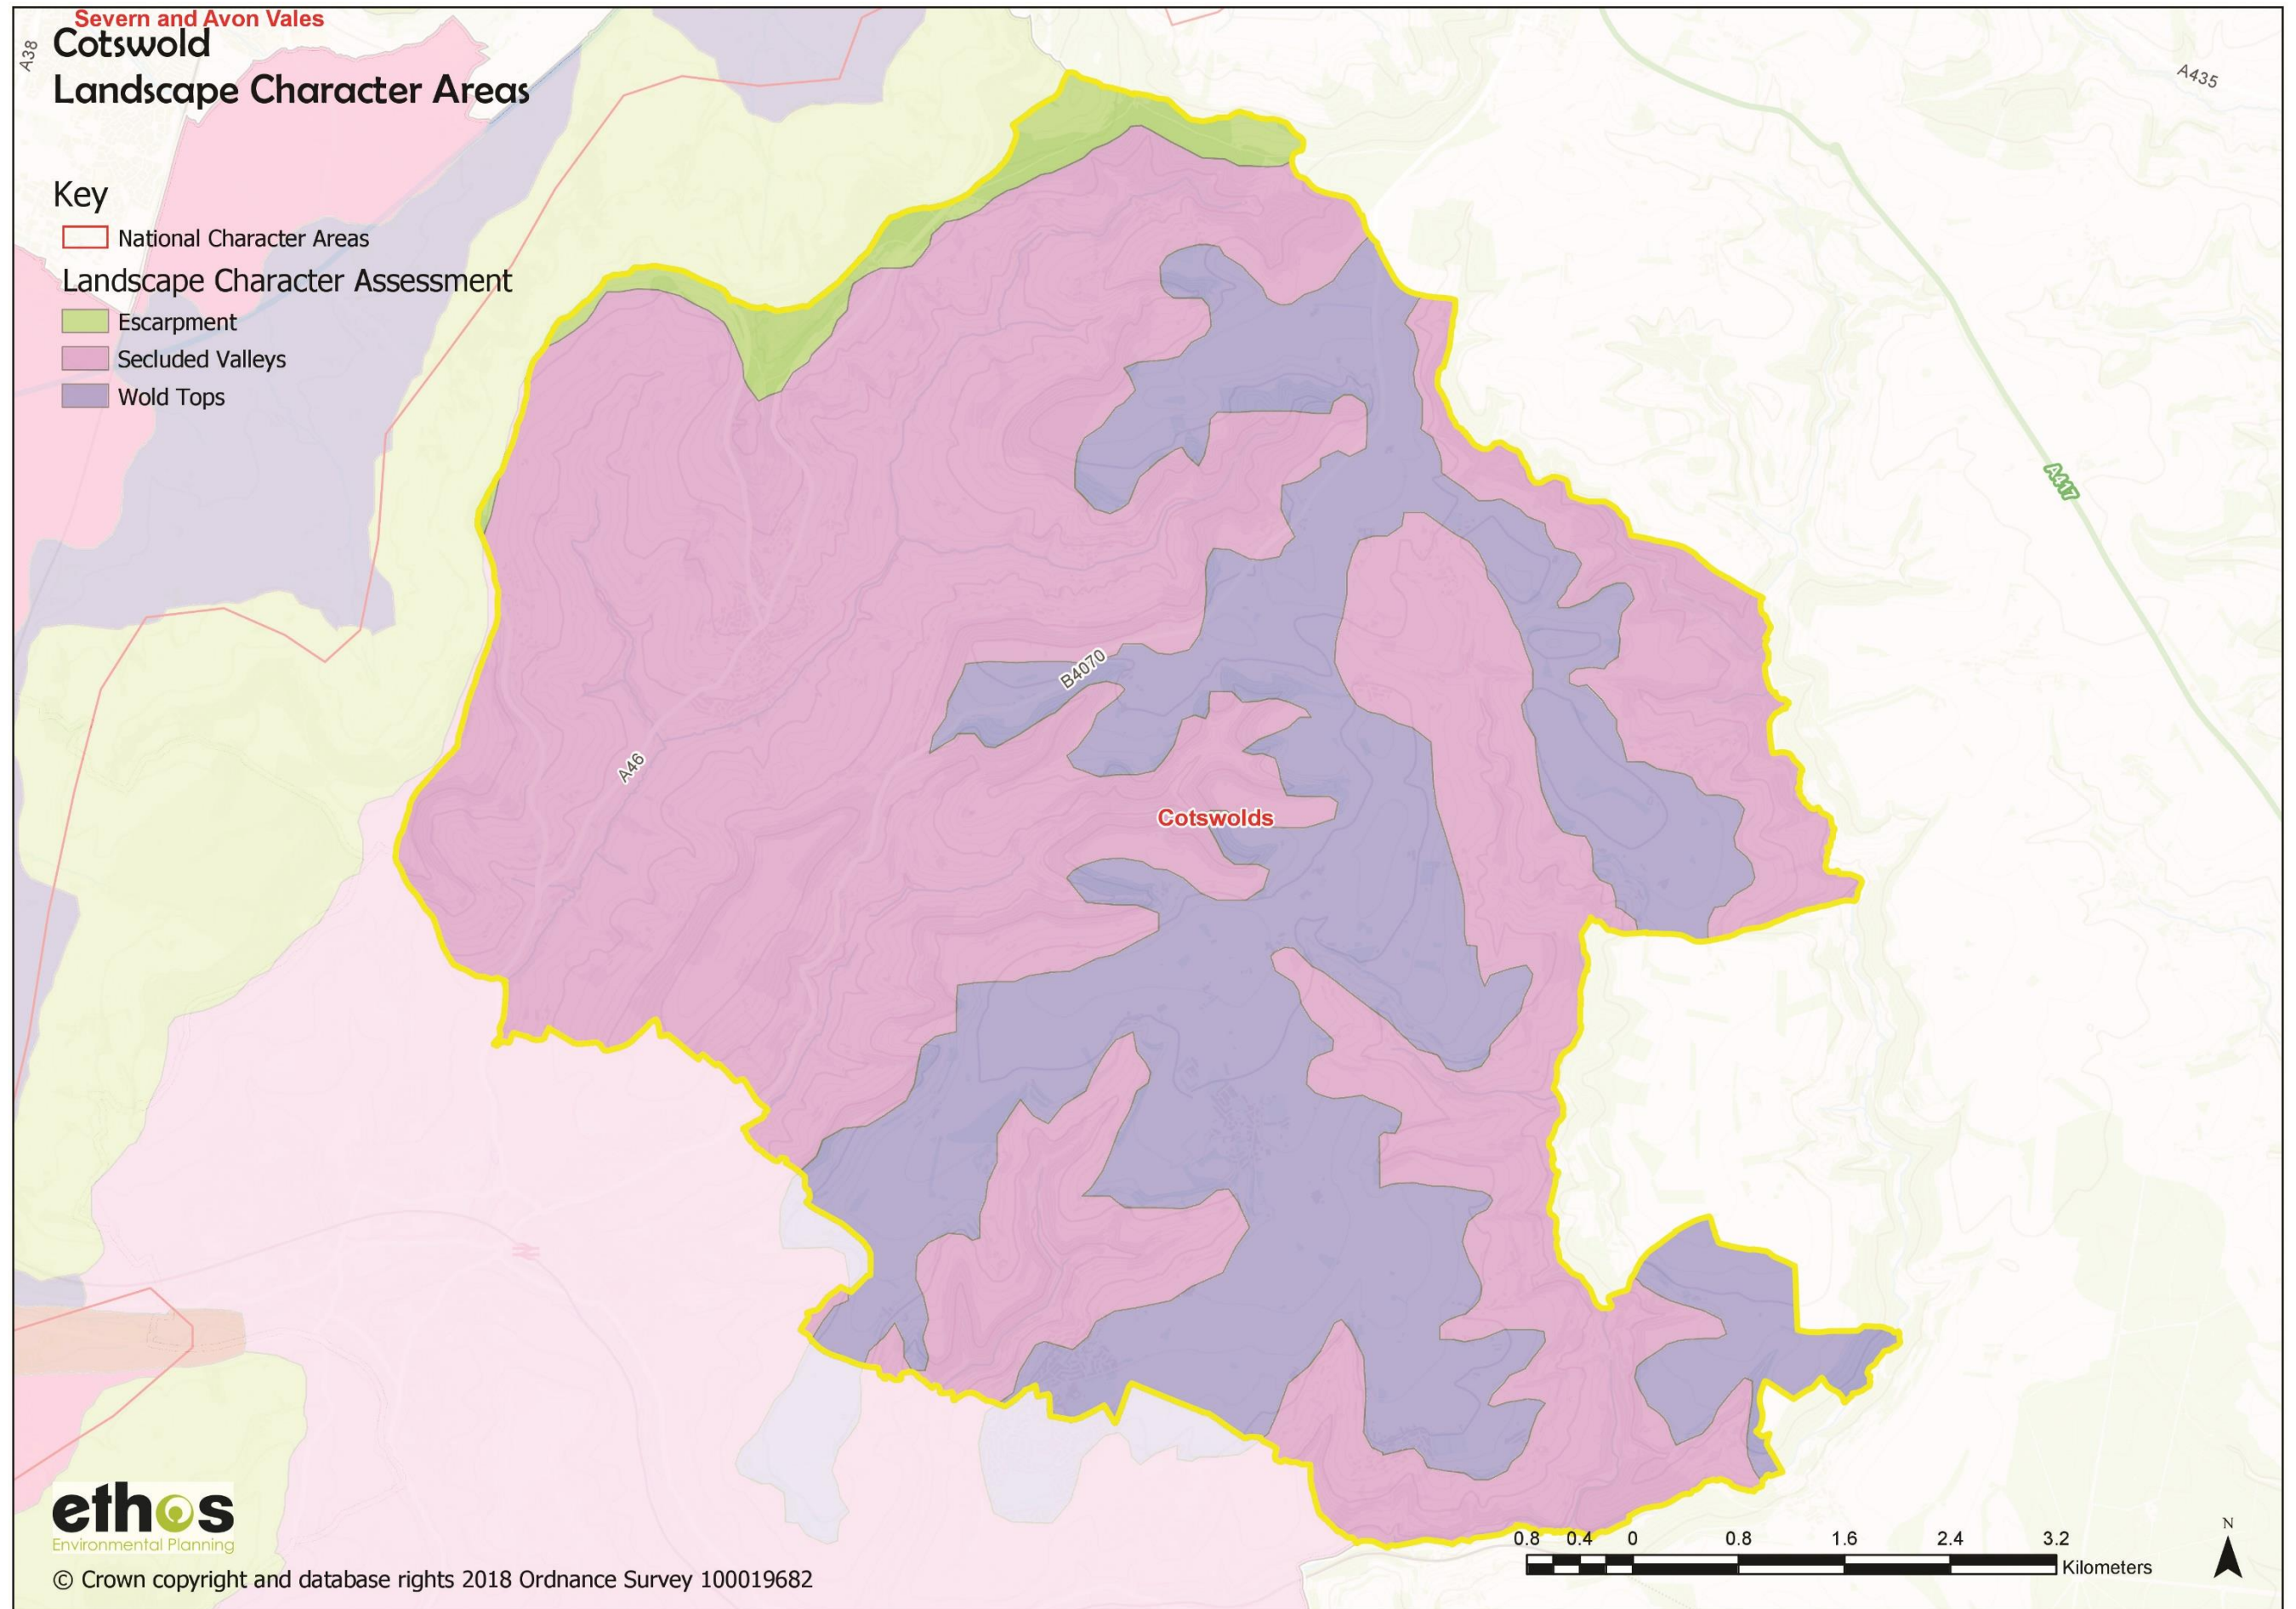 Severn and Avon Vales
Cotswold
Landscape Character Areas
A38
A435
Key
National Character Areas
Landscape Character Assessment
Escarpment
Secluded Valleys
Wold Tops
A417
B4070
A46
Cotswolds
ethos
Environmental Planning
© Crown copyright and database rights 2018 Ordnance Survey 100019682
0.8 0.4 0 0.8 1.6 2.4 3.2
Kilometers
N